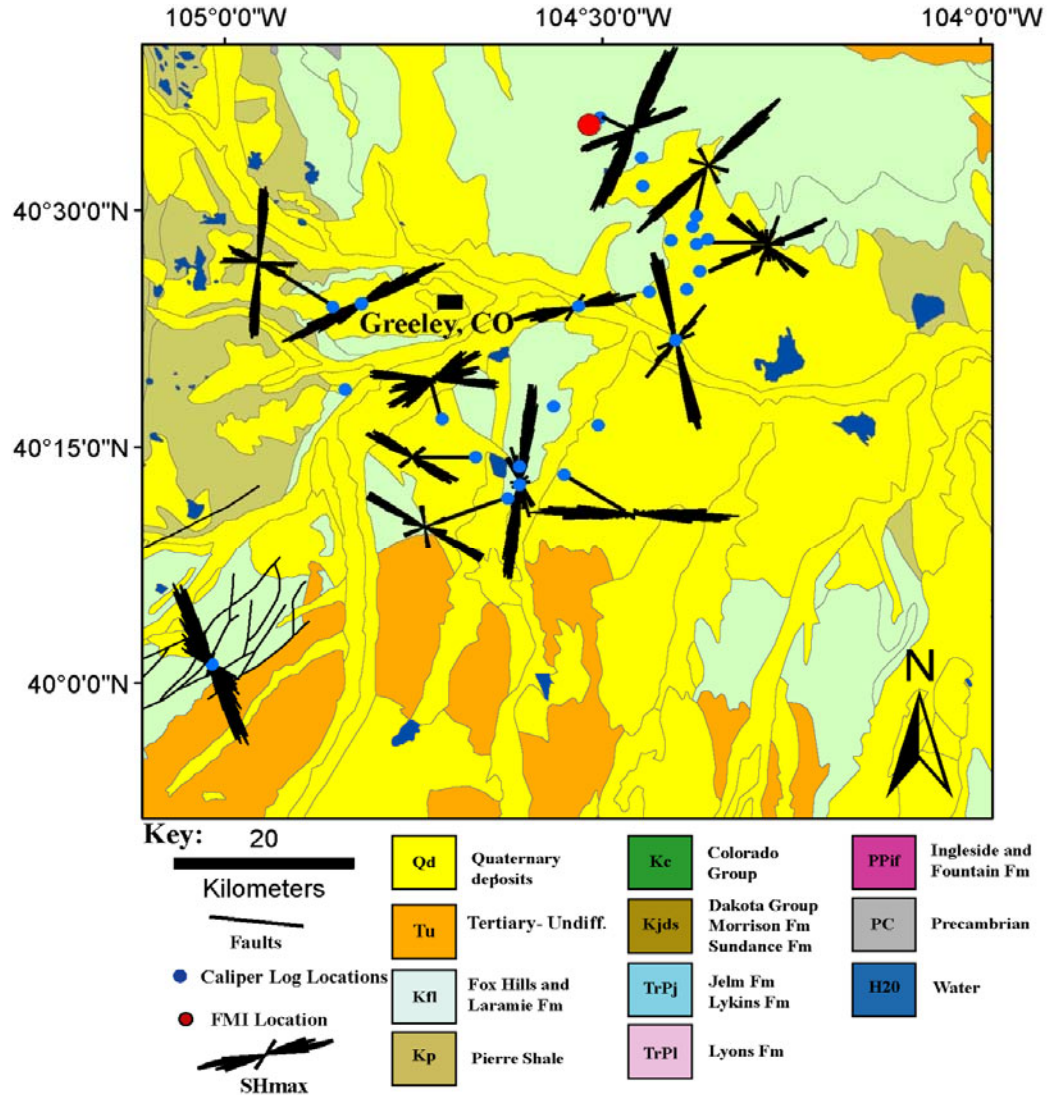 105°0'0"W 104°30'0"W 104°0'0"W
40°30'0"N
Greeley, CO
40°15'0"N
40°0'0"N
N
Key:
20
Kilometers
Faults
Caliper Log Locations
FMI Location
SHmax
Qd
Quaternary
deposits
Tu
Tertiary- Undiff.
Kfl
Fox Hills and
Laramie Fm
Kp
Pierre Shale
Kc
Colorado
Group
Kjds
Dakota Group
Morrison Fm
Sundance Fm
TrPj
Jelm Fm
Lykins Fm
TrPl
Lyons Fm
PPif
Ingleside and
Fountain Fm
PC
Precambrian
H20
Water